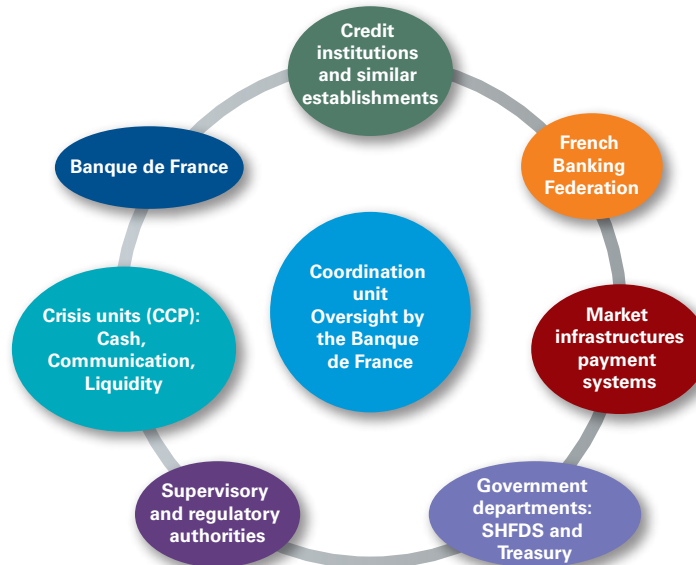 Credit
institutions
and similar
establishments
French
Banking
Federation
Banque de France
Coordination
unit
Oversight by
the Banque
de France
Crisis units (CCP):
Cash,
Communication,
Liquidity
Market
infrastructures
payment
systems
Supervisory
and regulatory
authorities
Government
departments:
SHFDS and
Treasury